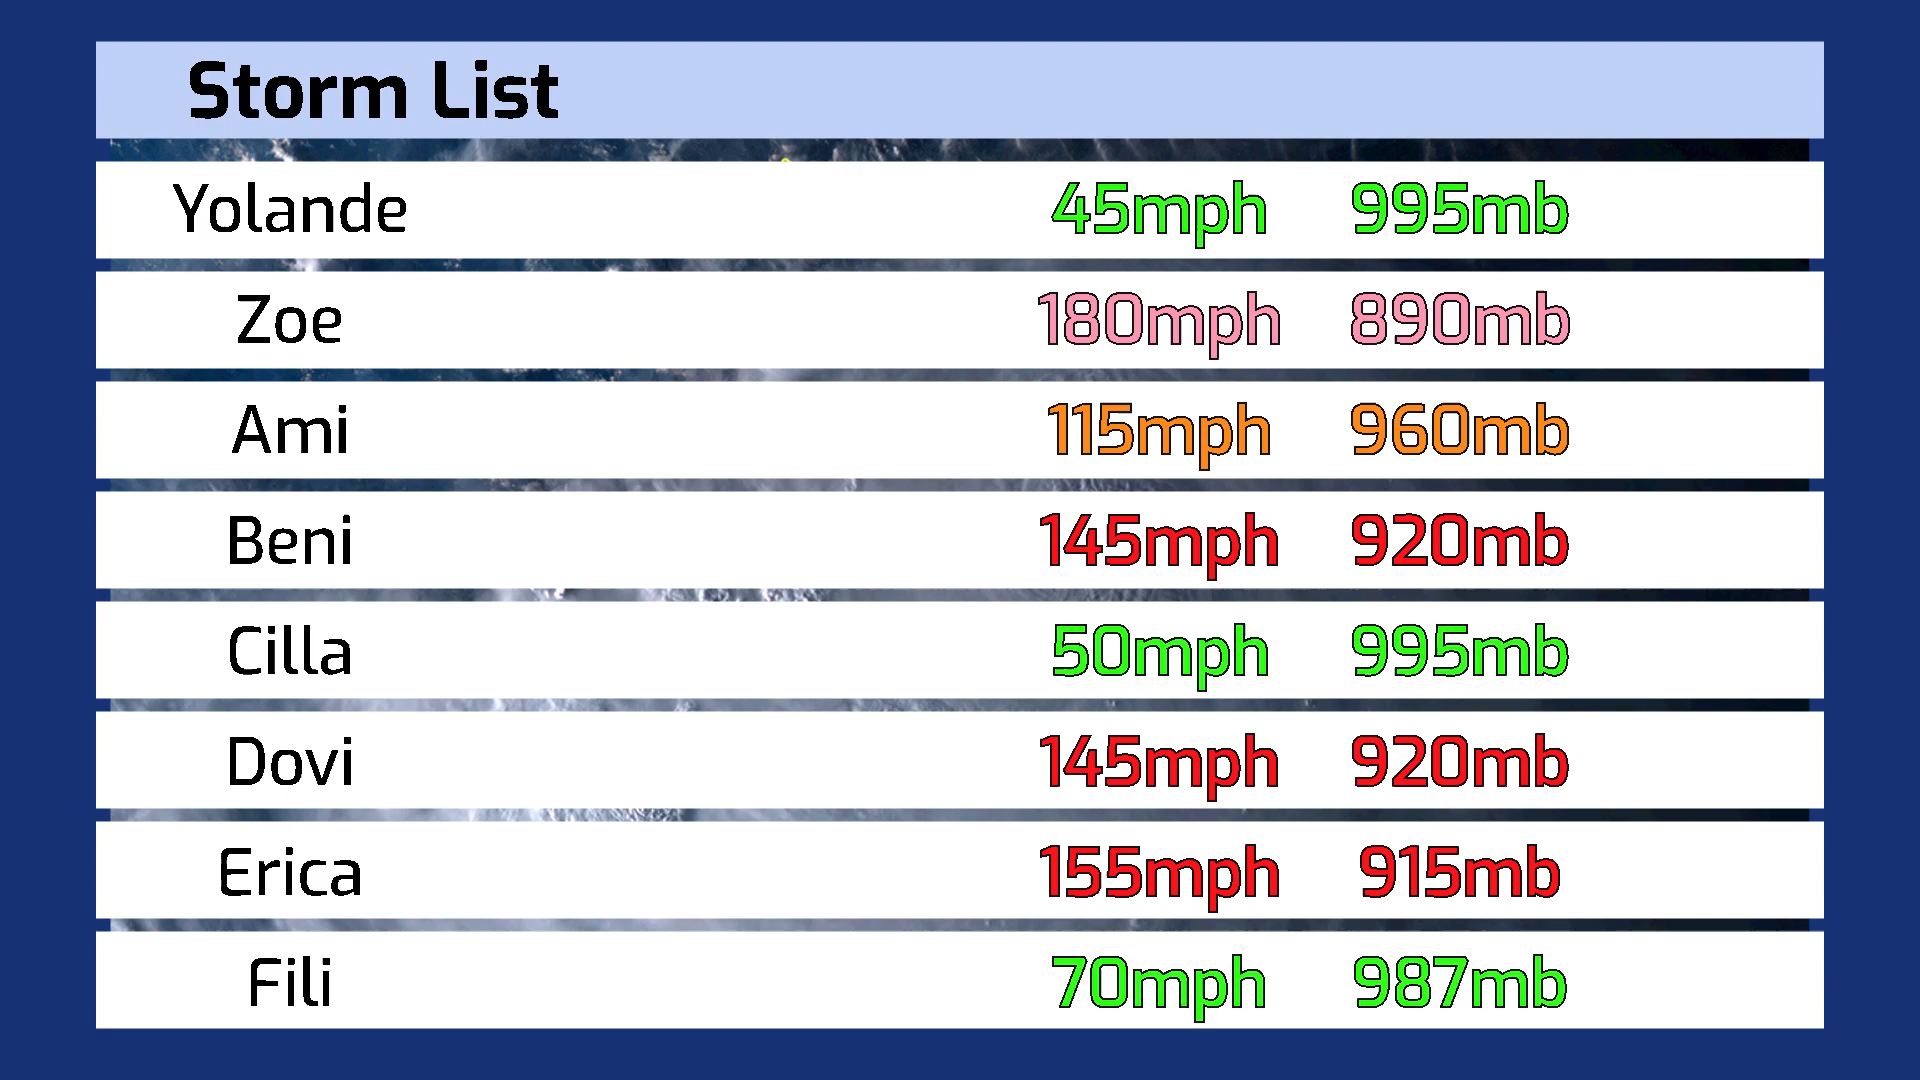 Storm List
Yolande 45mph 995mb
Zoe 180mph 890mb
Ami 115mph 960mb
Beni 145mph 920mb
Cilla 50mph 995mb
Dovi 145mph 920mb
Erica 155mph 915mb
Fili 70mph 987mb